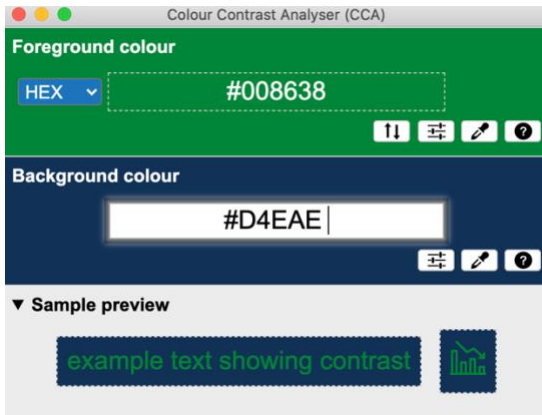 Colour Contrast Analyser (CCA)
Foreground colour
HEX
#008638
Background colour
#D4EAE
▼ Sample preview
example text showing contrast